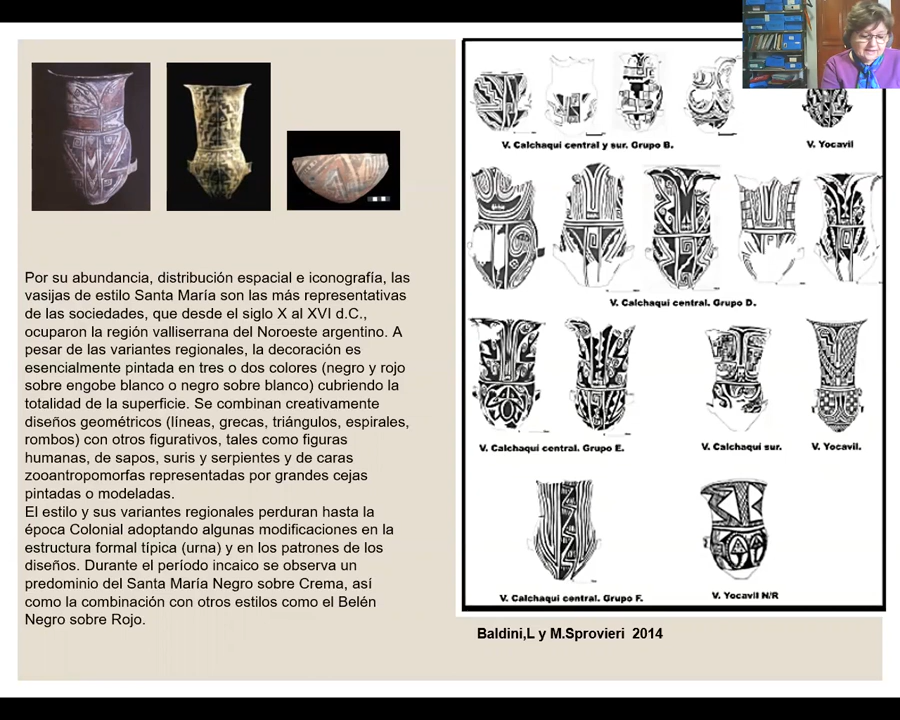 Por su abundancia, distribución espacial e iconografía, las
vasijas de estilo Santa María son las más representativas
de las sociedades, que desde el siglo X al XVI d.C.,
ocuparon la región valliserrana del Noroeste argentino. A
pesar de las variantes regionales, la decoración es
esencialmente pintada en tres o dos colores (negro y rojo
sobre engobe blanco o negro sobre blanco) cubriendo la
totalidad de la superficie. Se combinan creativamente
diseños geométricos (líneas, grecas, triángulos, espirales,
rombos) con otros figurativos, tales como figuras
humanas, de sapos, suris y serpientes y de caras
zooantropomorfas representadas por grandes cejas
pintadas o modeladas.
El estilo y sus variantes regionales perduran hasta la
época Colonial adoptando algunas modificaciones en la
estructura formal típica (urna) y en los patrones de los
diseños. Durante el período incaico se observa un
predominio del Santa María Negro sobre Crema, así
como la combinación con otros estilos como el Belén
Negro sobre Rojo.
V. Calchaquí central y sur. Grupo B.
V. Yocavil
V. Calchaquí central. Grupo D.
V. Calchaquí central. Grupo E.
V. Calchaquí sur.
V. Yocavil.
V. Calchaquí central. Grupo F.
V. Yocavil N/R
Baldini,L y M.Sprovieri 2014